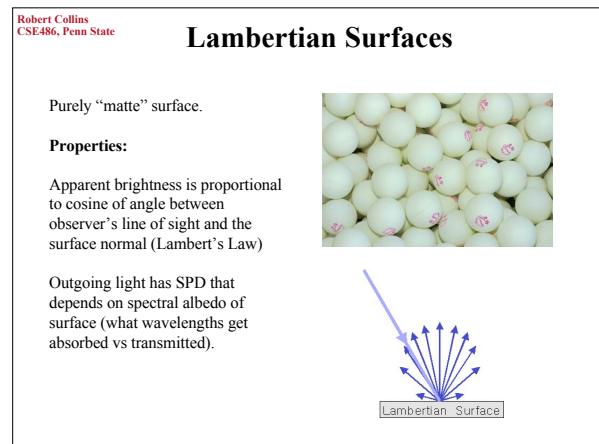 Robert Collins
CSE486, Penn State
Lambertian Surfaces
Purely “matte” surface.
Properties:
Apparent brightness is proportional
to cosine of angle between
observer’s line of sight and the
surface normal (Lambert’s Law)
Outgoing light has SPD that
depends on spectral albedo of
surface (what wavelengths get
absorbed vs transmitted).
Lambertian Surface